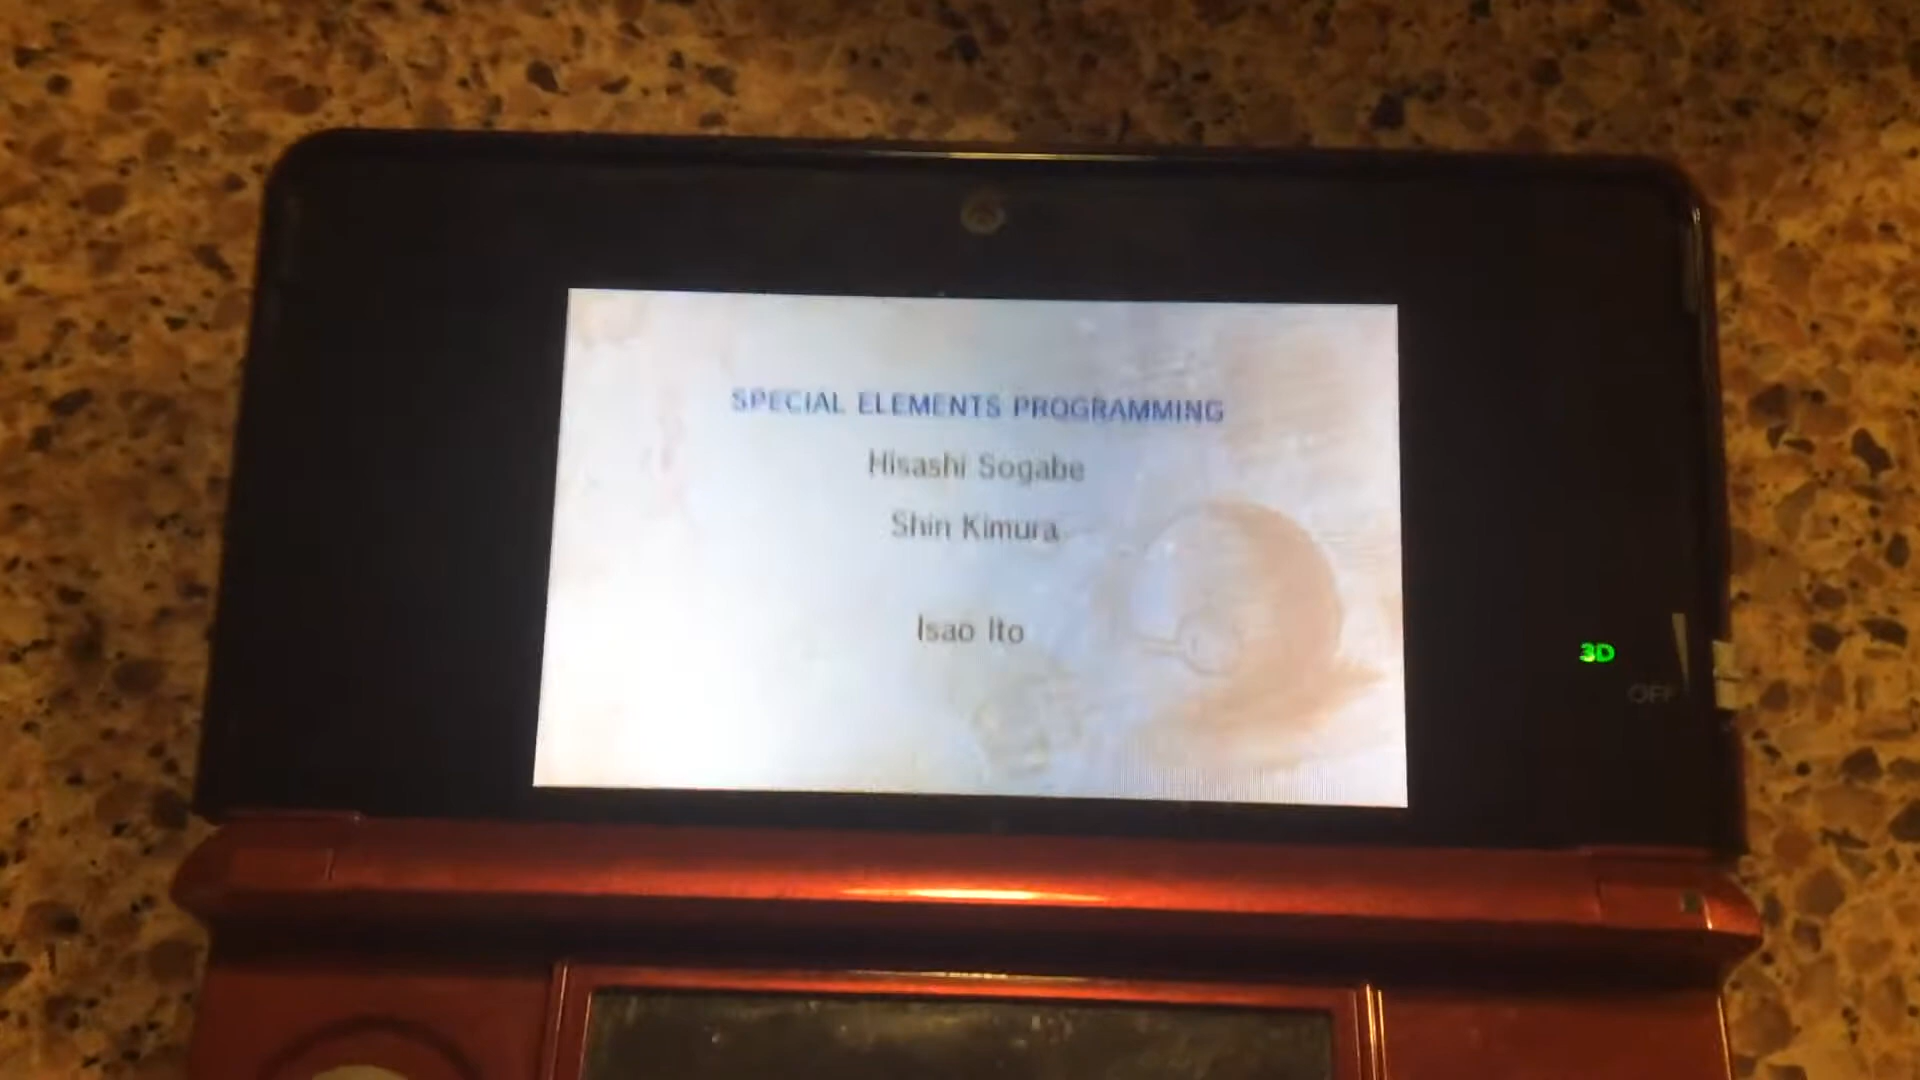 SPECIAL ELEMENTS PROGRAMMING
Hisashi Sogabe
Shin Kimura
Isao Ito
3D
OFF